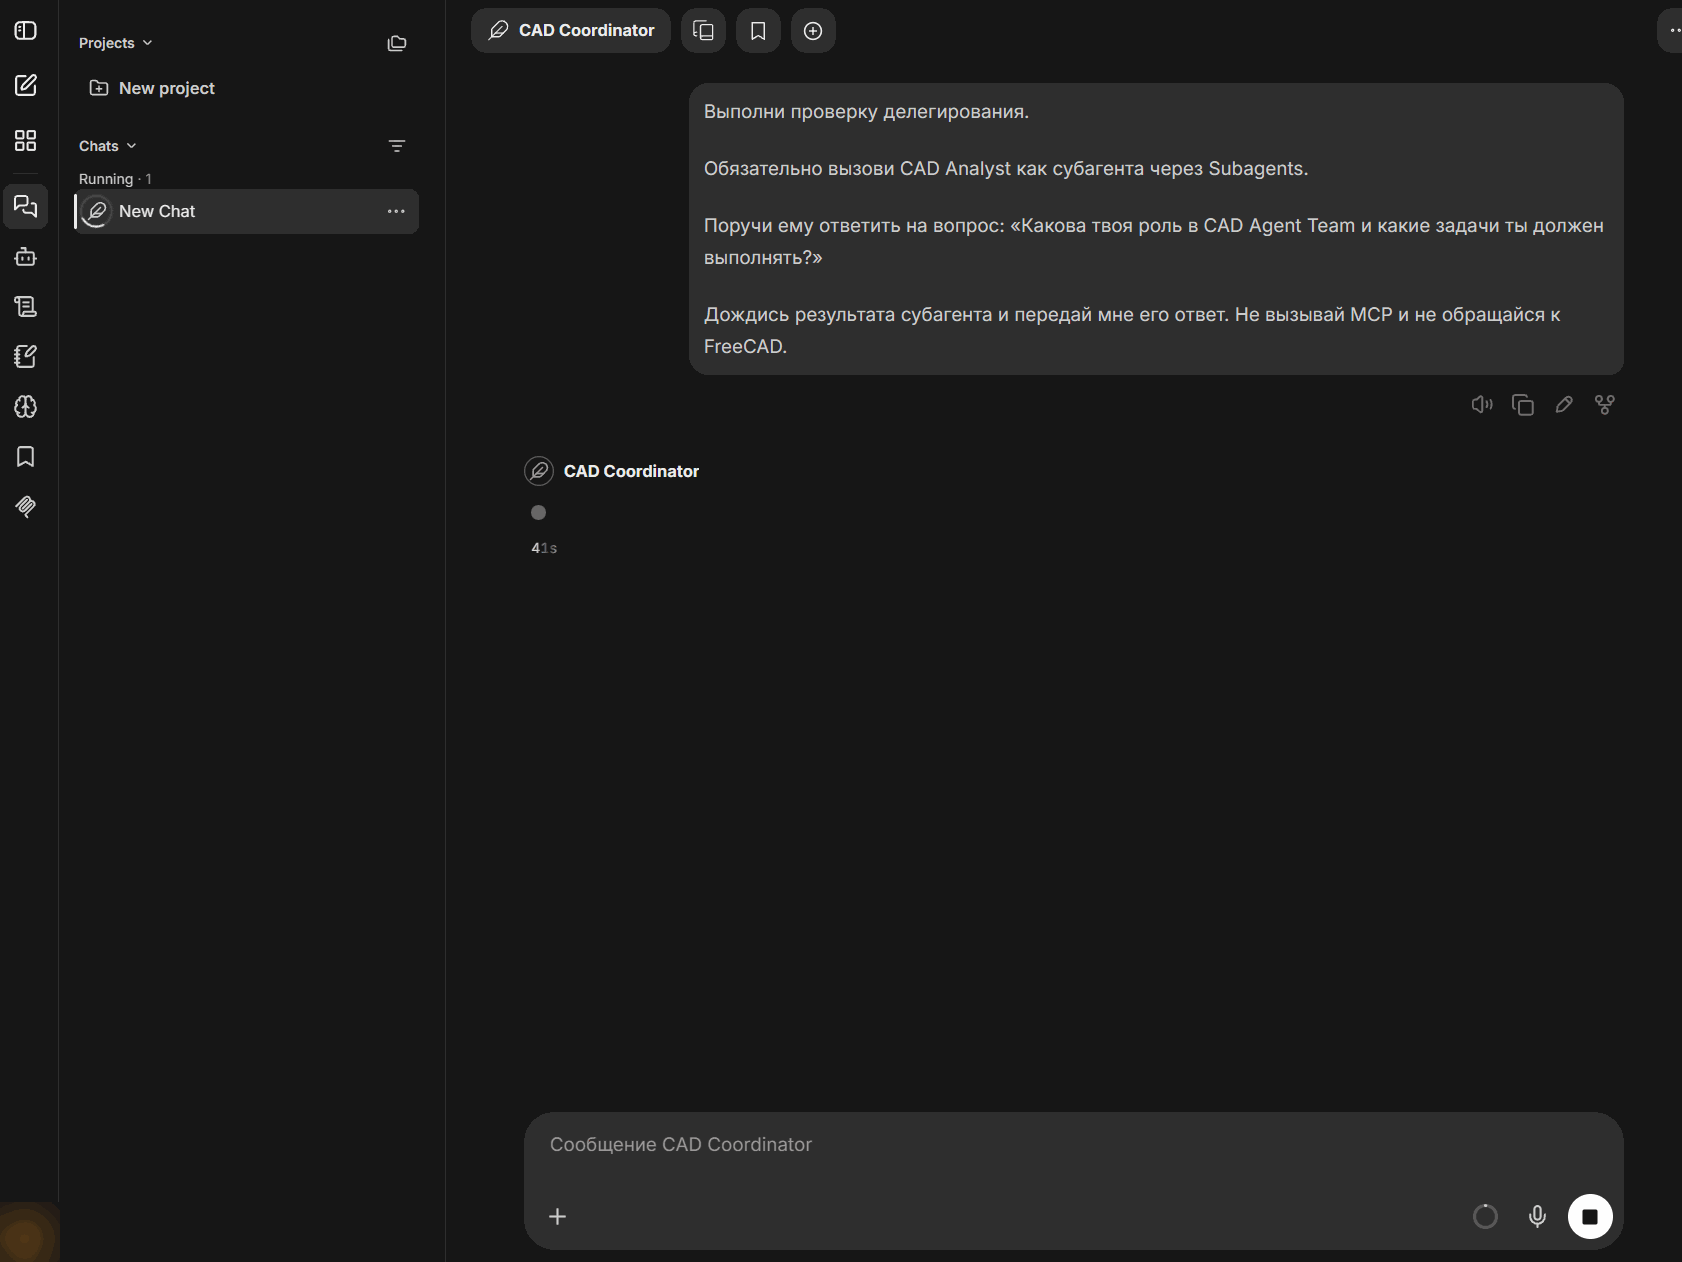 Projects
New project
Chats
Running · 1
New Chat
CAD Coordinator
Выполни проверку делегирования.
Обязательно вызови CAD Analyst как субагента через Subagents.
Поручи ему ответить на вопрос: «Какова твоя роль в CAD Agent Team и какие задачи ты должен
выполнять?»
Дождись результата субагента и передай мне его ответ. Не вызывай MCP и не обращайся к
FreeCAD.
CAD Coordinator
41s
Сообщение CAD Coordinator